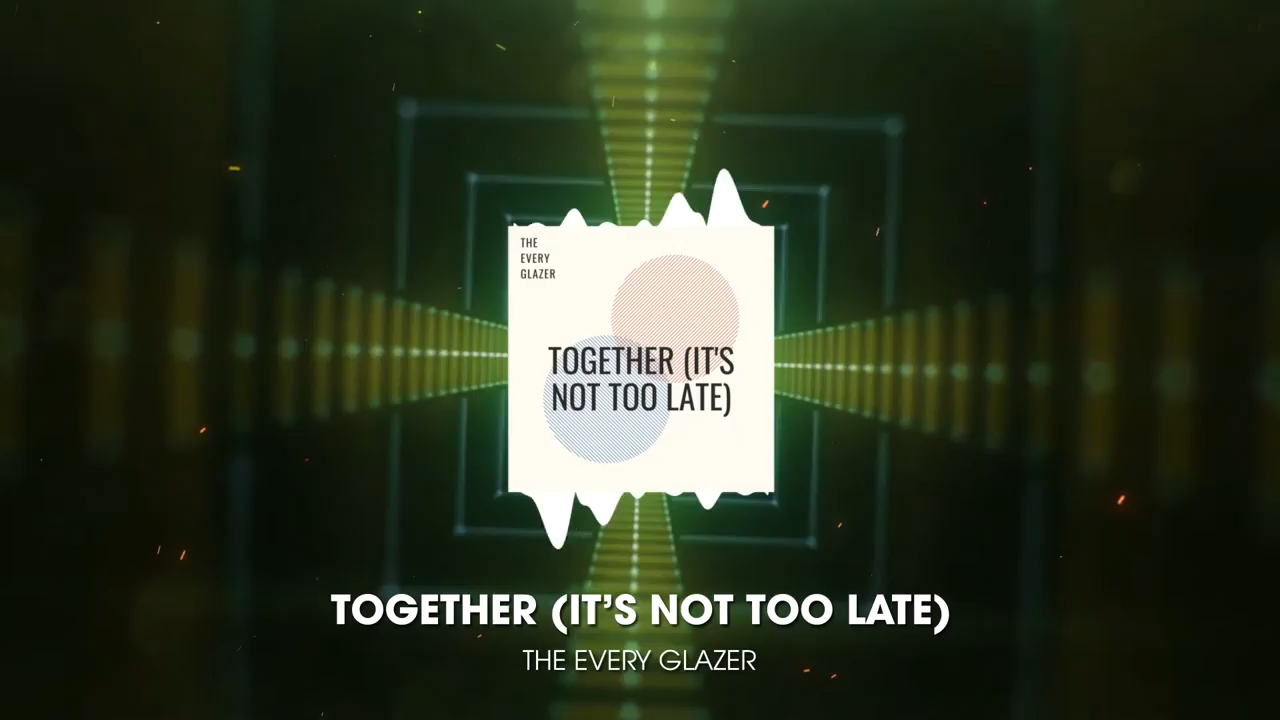 THE
EVERY
GLAZER
TOGETHER (IT'S
NOT TOO LATE)
TOGETHER (IT’S NOT TOO LATE)
THE EVERY GLAZER